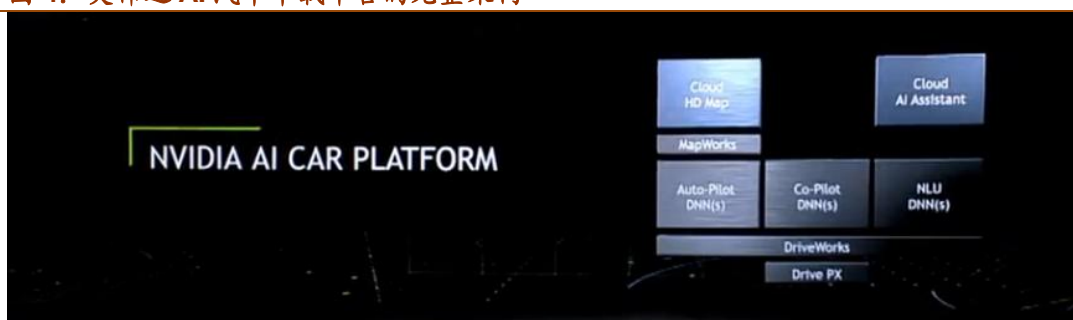 NVIDIA AI CAR PLATFORM
Cloud
HD Map
Cloud
AI Assistant
MapWorks
Auto-Pilot
DNN(s)
Co-Pilot
DNN(s)
NLU
DNN(s)
DriveWorks
Drive PX